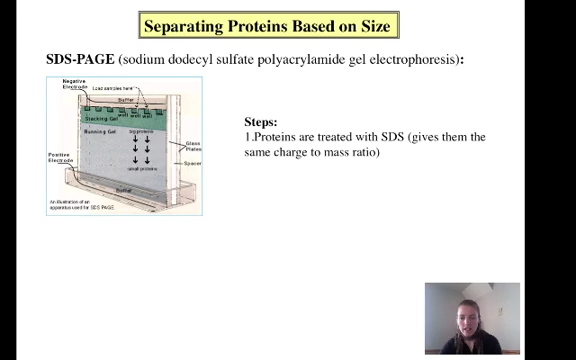 Separating Proteins Based on Size
SDS-PAGE (sodium dodecyl sulfate polyacrylamide gel electrophoresis):
Negative
Electrode
Load samples here
Buffer
well well well
Stacking Gel
Running Gel
big proteins
Glass
Plates
Positive
Electrode
Spacer
small proteins
Buffer
An illustration of an
apparatus used for SDS PAGE
Steps:
1.Proteins are treated with SDS (gives them the
same charge to mass ratio)